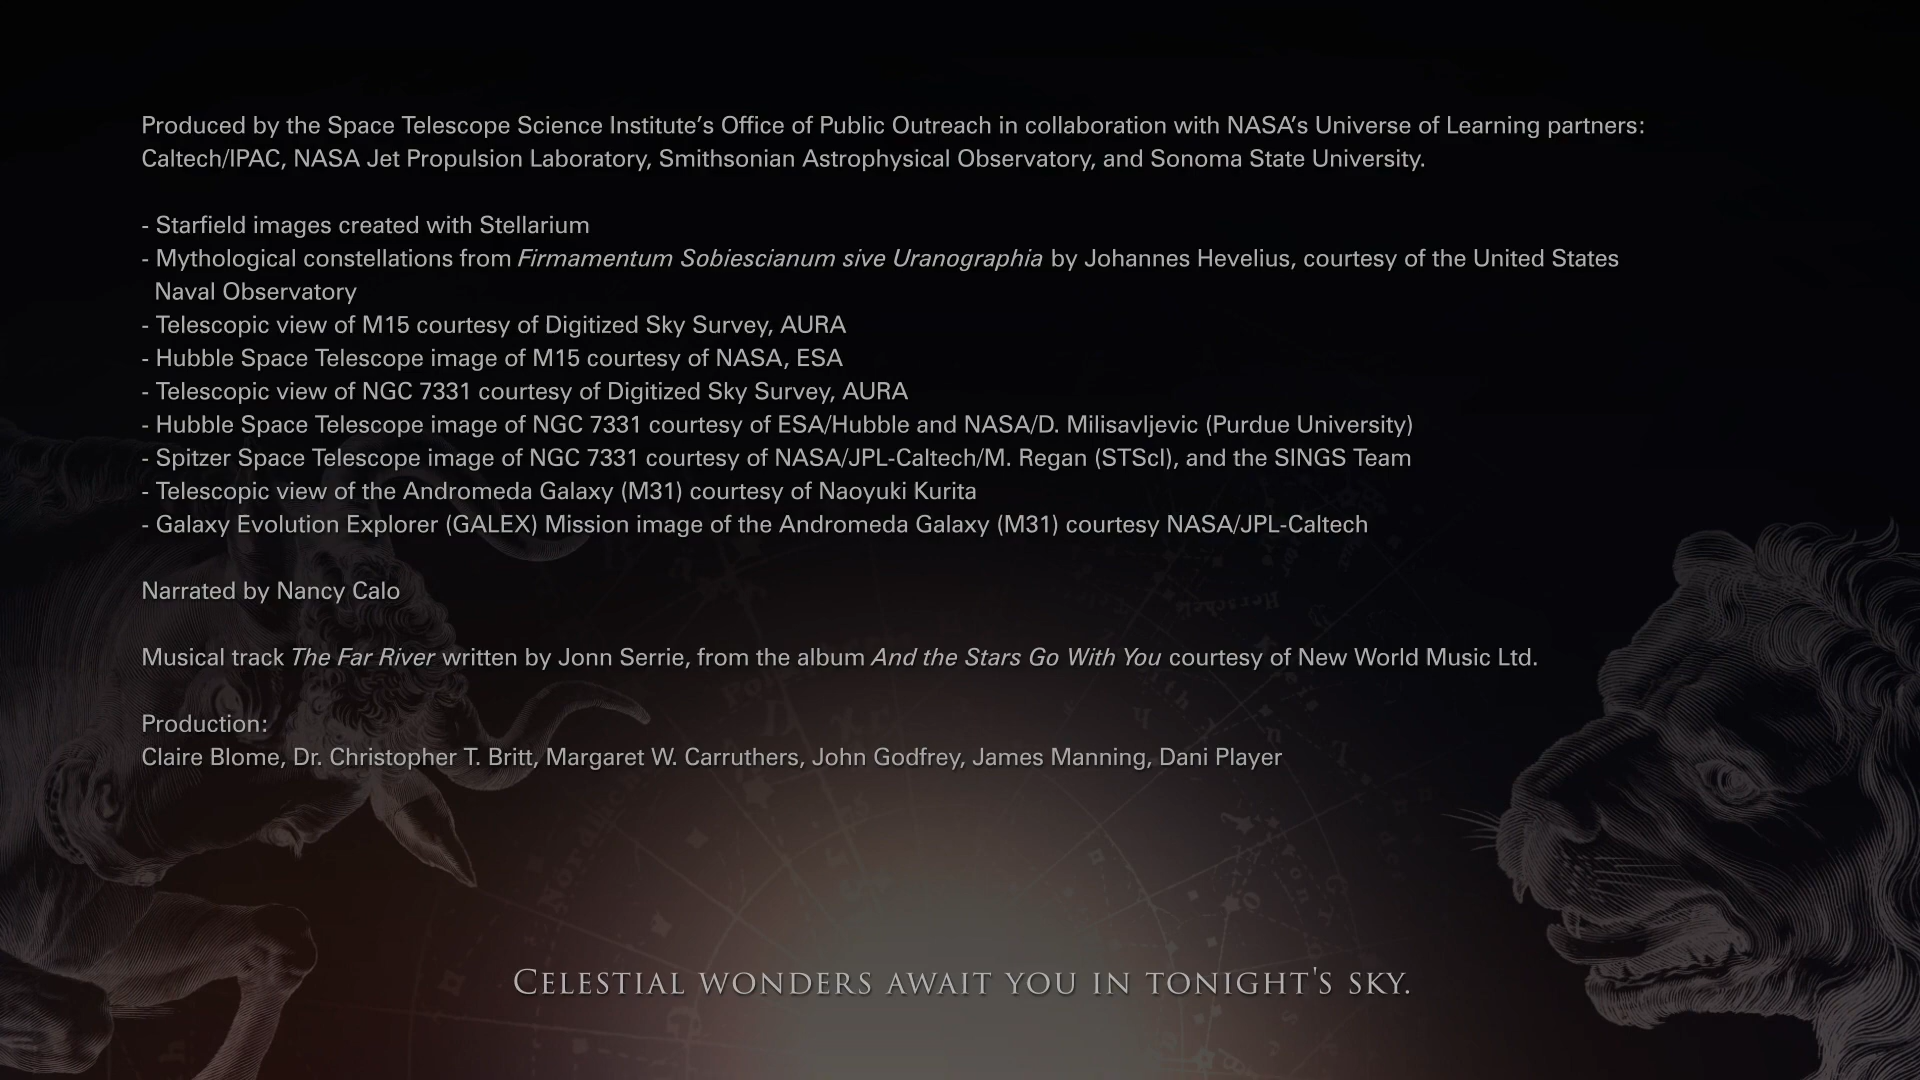 Produced by the Space Telescope Science Institute’s Office of Public Outreach in collaboration with NASA’s Universe of Learning partners:
Caltech/IPAC, NASA Jet Propulsion Laboratory, Smithsonian Astrophysical Observatory, and Sonoma State University.
- Starfield images created with Stellarium
- Mythological constellations from Firmamentum Sobiescianum sive Uranographia by Johannes Hevelius, courtesy of the United States
Naval Observatory
- Telescopic view of M15 courtesy of Digitized Sky Survey, AURA
- Hubble Space Telescope image of M15 courtesy of NASA, ESA
- Telescopic view of NGC 7331 courtesy of Digitized Sky Survey, AURA
- Hubble Space Telescope image of NGC 7331 courtesy of ESA/Hubble and NASA/D. Milisavljevic (Purdue University)
- Spitzer Space Telescope image of NGC 7331 courtesy of NASA/JPL-Caltech/M. Regan (STScI), and the SINGS Team
- Telescopic view of the Andromeda Galaxy (M31) courtesy of Naoyuki Kurita
- Galaxy Evolution Explorer (GALEX) Mission image of the Andromeda Galaxy (M31) courtesy NASA/JPL-Caltech
Narrated by Nancy Calo
Musical track The Far River written by Jonn Serrie, from the album And the Stars Go With You courtesy of New World Music Ltd.
Production:
Claire Blome, Dr. Christopher T. Britt, Margaret W. Carruthers, John Godfrey, James Manning, Dani Player
Celestial wonders await you in tonight's sky.